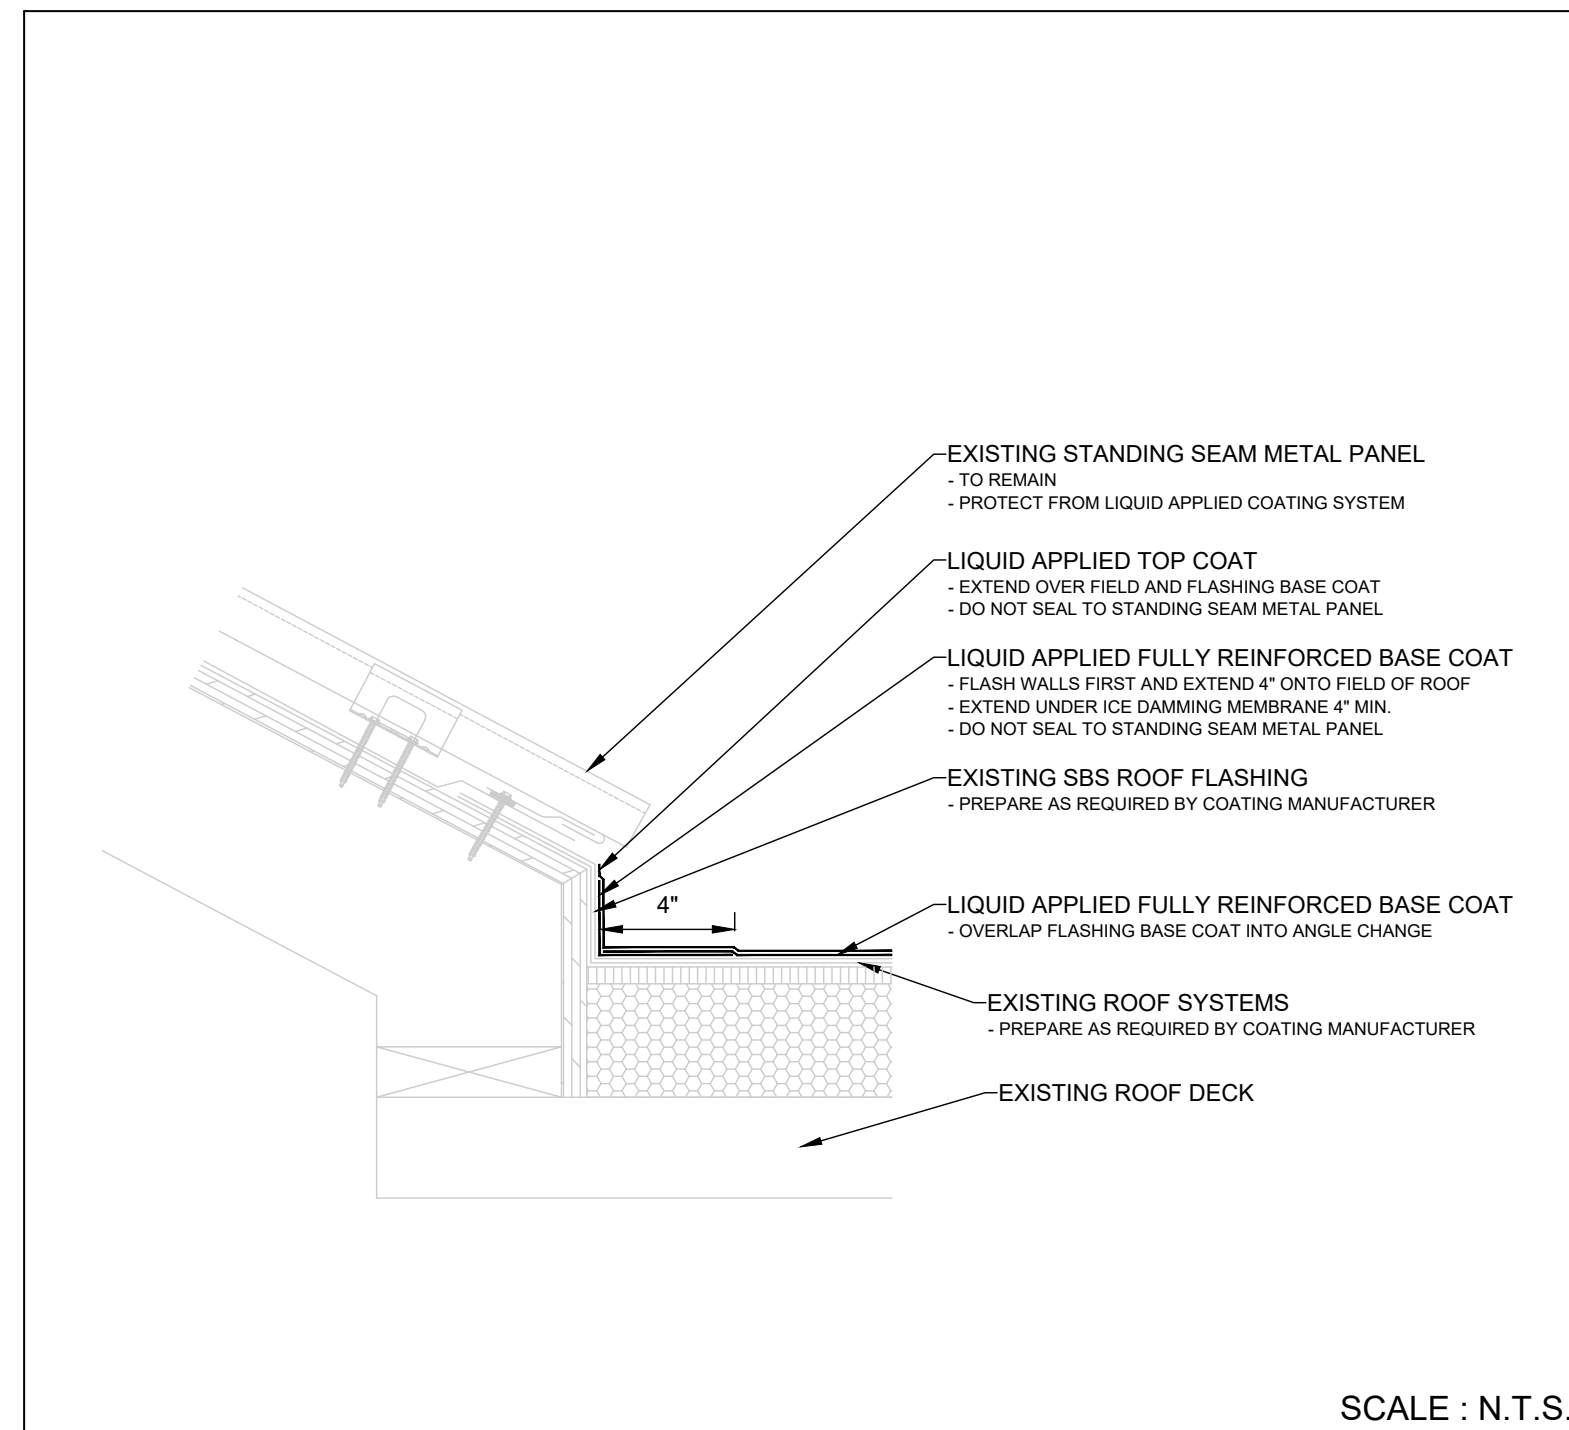 EXISTING STANDING SEAM METAL PANEL
- TO REMAIN
- PROTECT FROM LIQUID APPLIED COATING SYSTEM
LIQUID APPLIED TOP COAT
- EXTEND OVER FIELD AND FLASHING BASE COAT
- DO NOT SEAL TO STANDING SEAM METAL PANEL
LIQUID APPLIED FULLY REINFORCED BASE COAT
- FLASH WALLS FIRST AND EXTEND 4" ONTO FIELD OF ROOF
- EXTEND UNDER ICE DAMMING MEMBRANE 4" MIN.
- DO NOT SEAL TO STANDING SEAM METAL PANEL
EXISTING SBS ROOF FLASHING
- PREPARE AS REQUIRED BY COATING MANUFACTURER
4"
LIQUID APPLIED FULLY REINFORCED BASE COAT
- OVERLAP FLASHING BASE COAT INTO ANGLE CHANGE
EXISTING ROOF SYSTEMS
- PREPARE AS REQUIRED BY COATING MANUFACTURER
EXISTING ROOF DECK
SCALE : N.T.S.